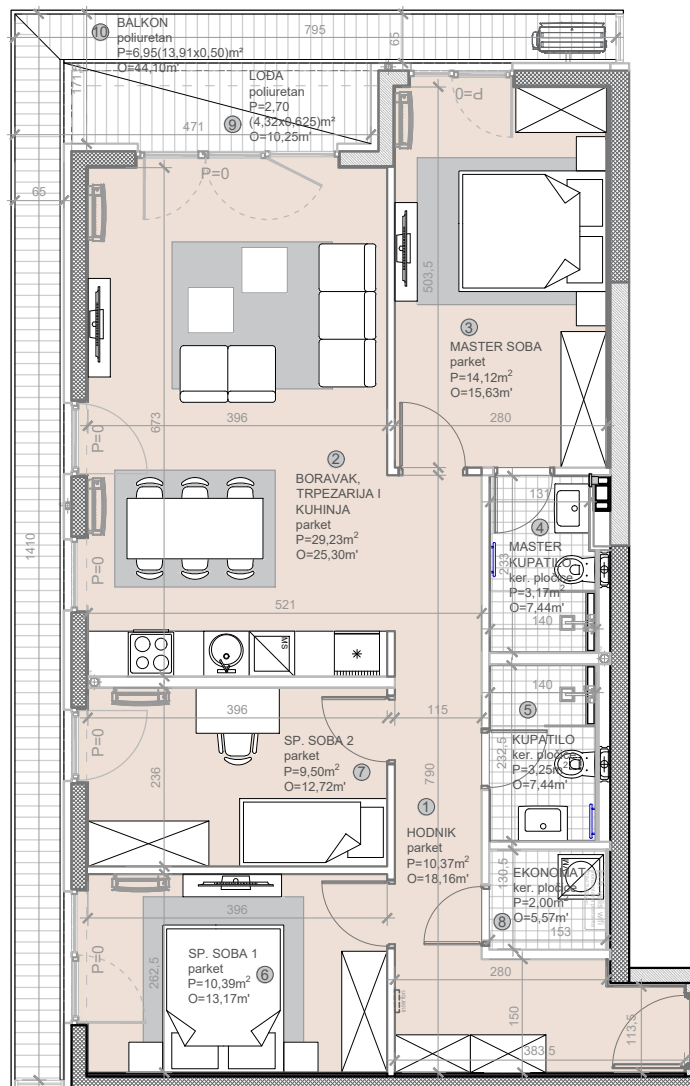 10
BALKON
poliuretan
P=6,95(13,91x0,50)m²
O=44,10m'
795
65
171,5
LOĐA
poliuretan
P=2,70
(4,32x0,625)m²
O=10,25m'
9
471
P=0
P=0
65
503,5
3
MASTER SOBA
parket
P=14,12m²
O=15,63m'
396
280
673
P=0
2
BORAVAK,
TRPEZARIJA I
KUHINJA
parket
P=29,23m²
O=25,30m'
131
4
MASTER
KUPATILO
ker. pločice
P=3,17m²
O=7,44m'
233
1410
P=0
521
140
MS
140
5
396
115
P=0
SP. SOBA 2
parket
P=9,50m²
O=12,72m'
7
236
790
232,5
KUPATILO
ker. pločice
P=3,25m²
O=7,44m'
1
HODNIK
parket
P=10,37m²
O=18,16m'
130,5
EKONOMAT
ker. pločice
P=2,00m²
O=5,57m'
8
153
396
P=0
262,5
SP. SOBA 1
parket
P=10,39m²
O=13,17m'
6
280
150
113,5
383,5